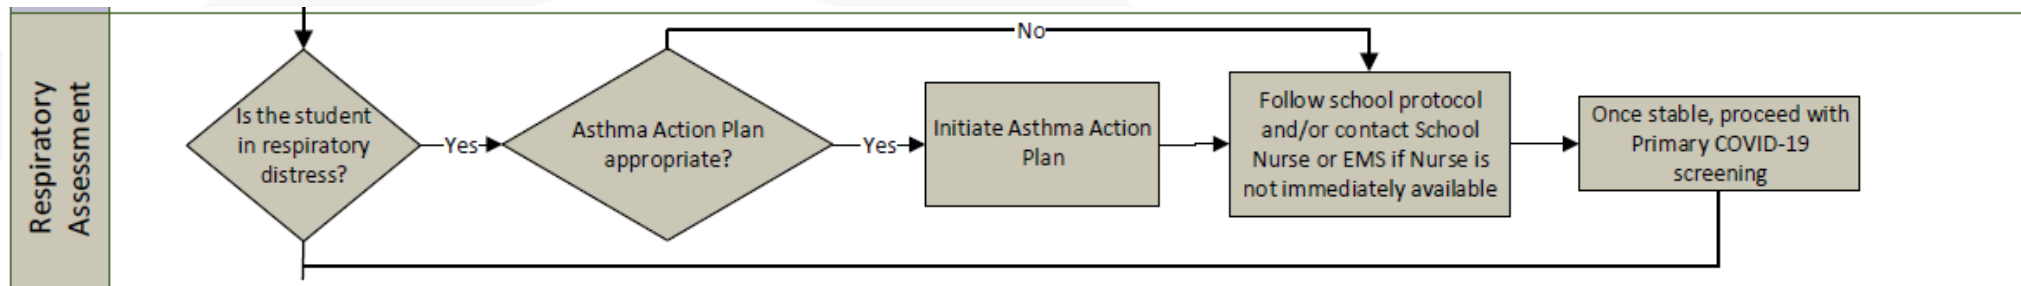 Respiratory
Assessment
Is the student
in respiratory
distress?
Yes
Asthma Action Plan
appropriate?
No
Yes
Initiate Asthma Action
Plan
Follow school protocol
and/or contact School
Nurse or EMS if Nurse is
not immediately available
Once stable, proceed with
Primary COVID-19
screening